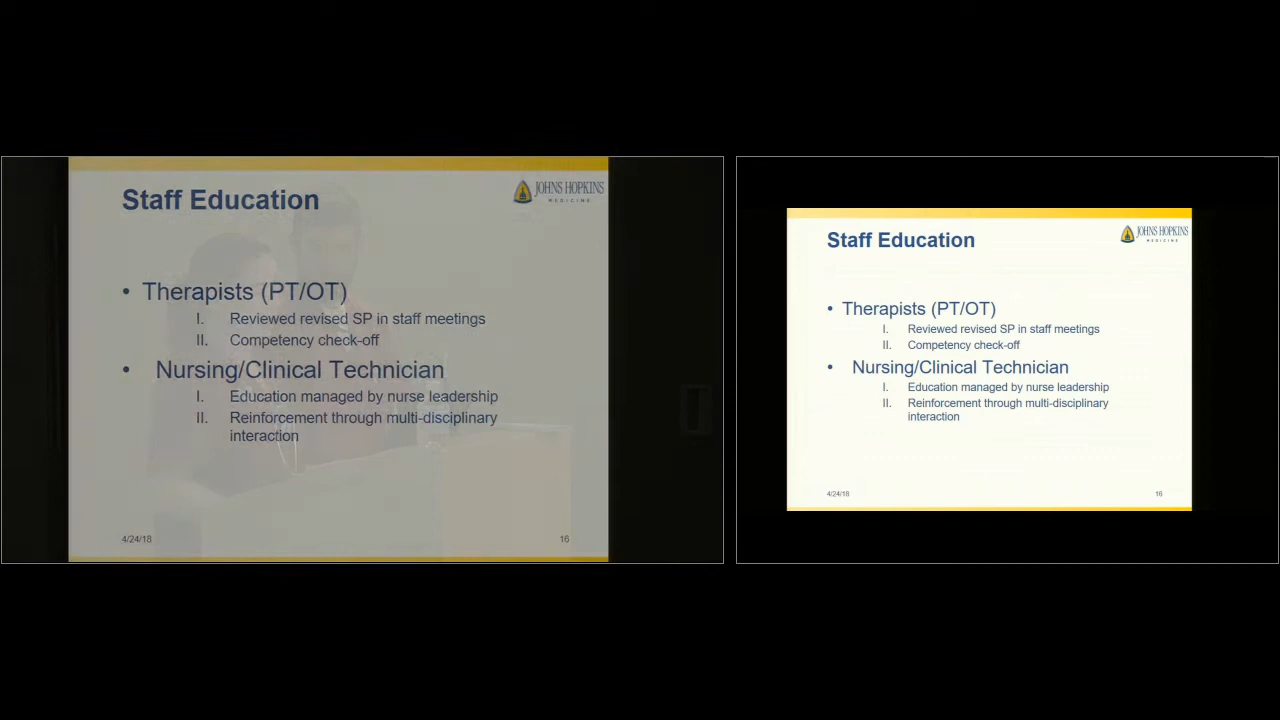 Staff Education
JOHNS HOPKINS
MEDICINE
• Therapists (PT/OT)
I. Reviewed revised SP in staff meetings
II. Competency check-off
• Nursing/Clinical Technician
I. Education managed by nurse leadership
II. Reinforcement through multi-disciplinary
interaction
4/24/18
16
Staff Education
JOHNS HOPKINS
MEDICINE
• Therapists (PT/OT)
I. Reviewed revised SP in staff meetings
II. Competency check-off
• Nursing/Clinical Technician
I. Education managed by nurse leadership
II. Reinforcement through multi-disciplinary
interaction
4/24/18
16